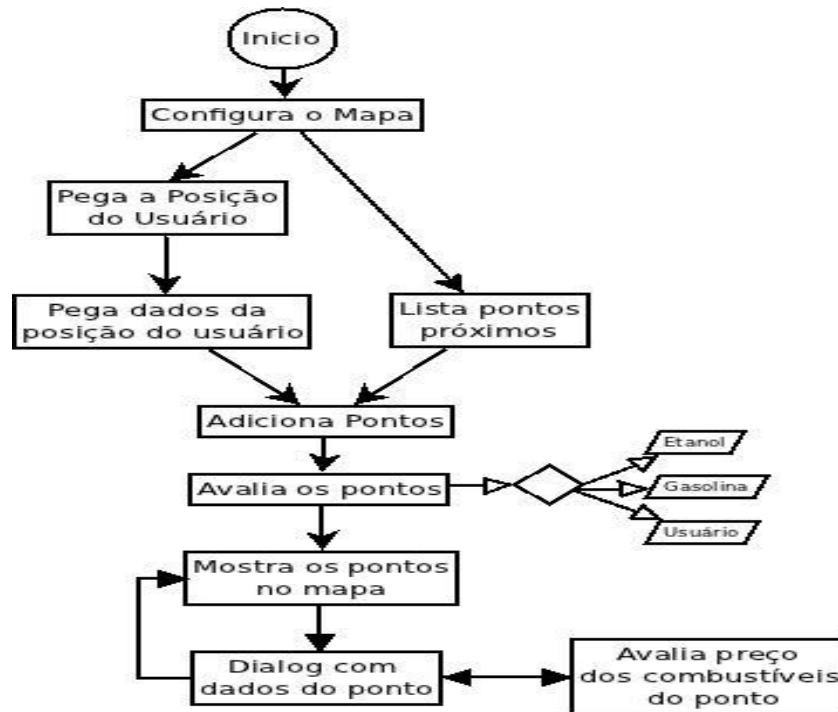 Inicio
Configura o Mapa
Pega a Posição
do Usuário
Pega dados da
posição do usuário
Lista pontos
próximos
Adiciona Pontos
Avalia os pontos
Etanol
Gasolina
Usuário
Mostra os pontos
no mapa
Dialog com
dados do ponto
Avalia preço
dos combustíveis
do ponto